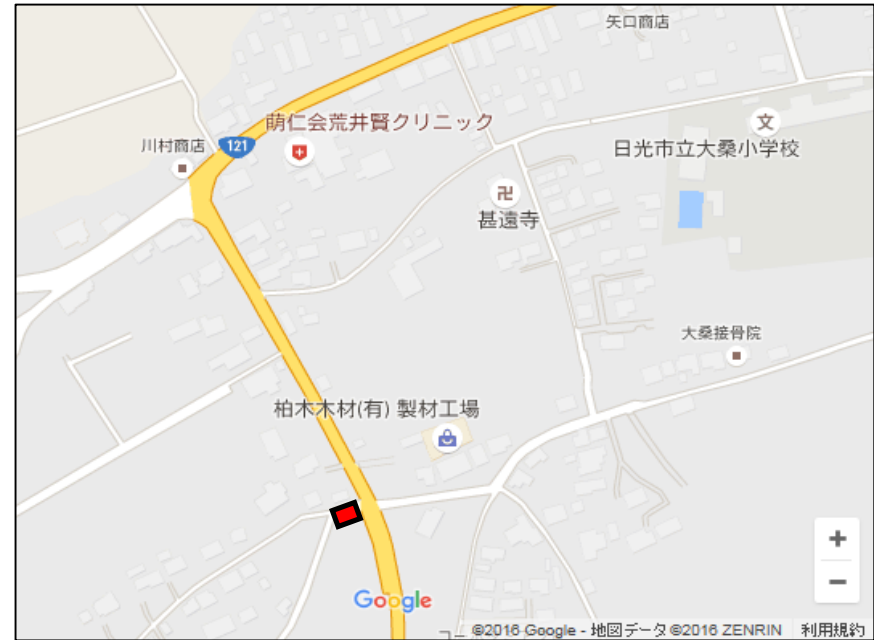 矢口商店
萌仁会荒井賢クリニック
川村商店
121
文
日光市立大桑小学校
卍
甚遠寺
大桑接骨院
柏木木材(有) 製材工場
+
−
Google
©2016 Google - 地図データ ©2016 ZENRIN 利用規約